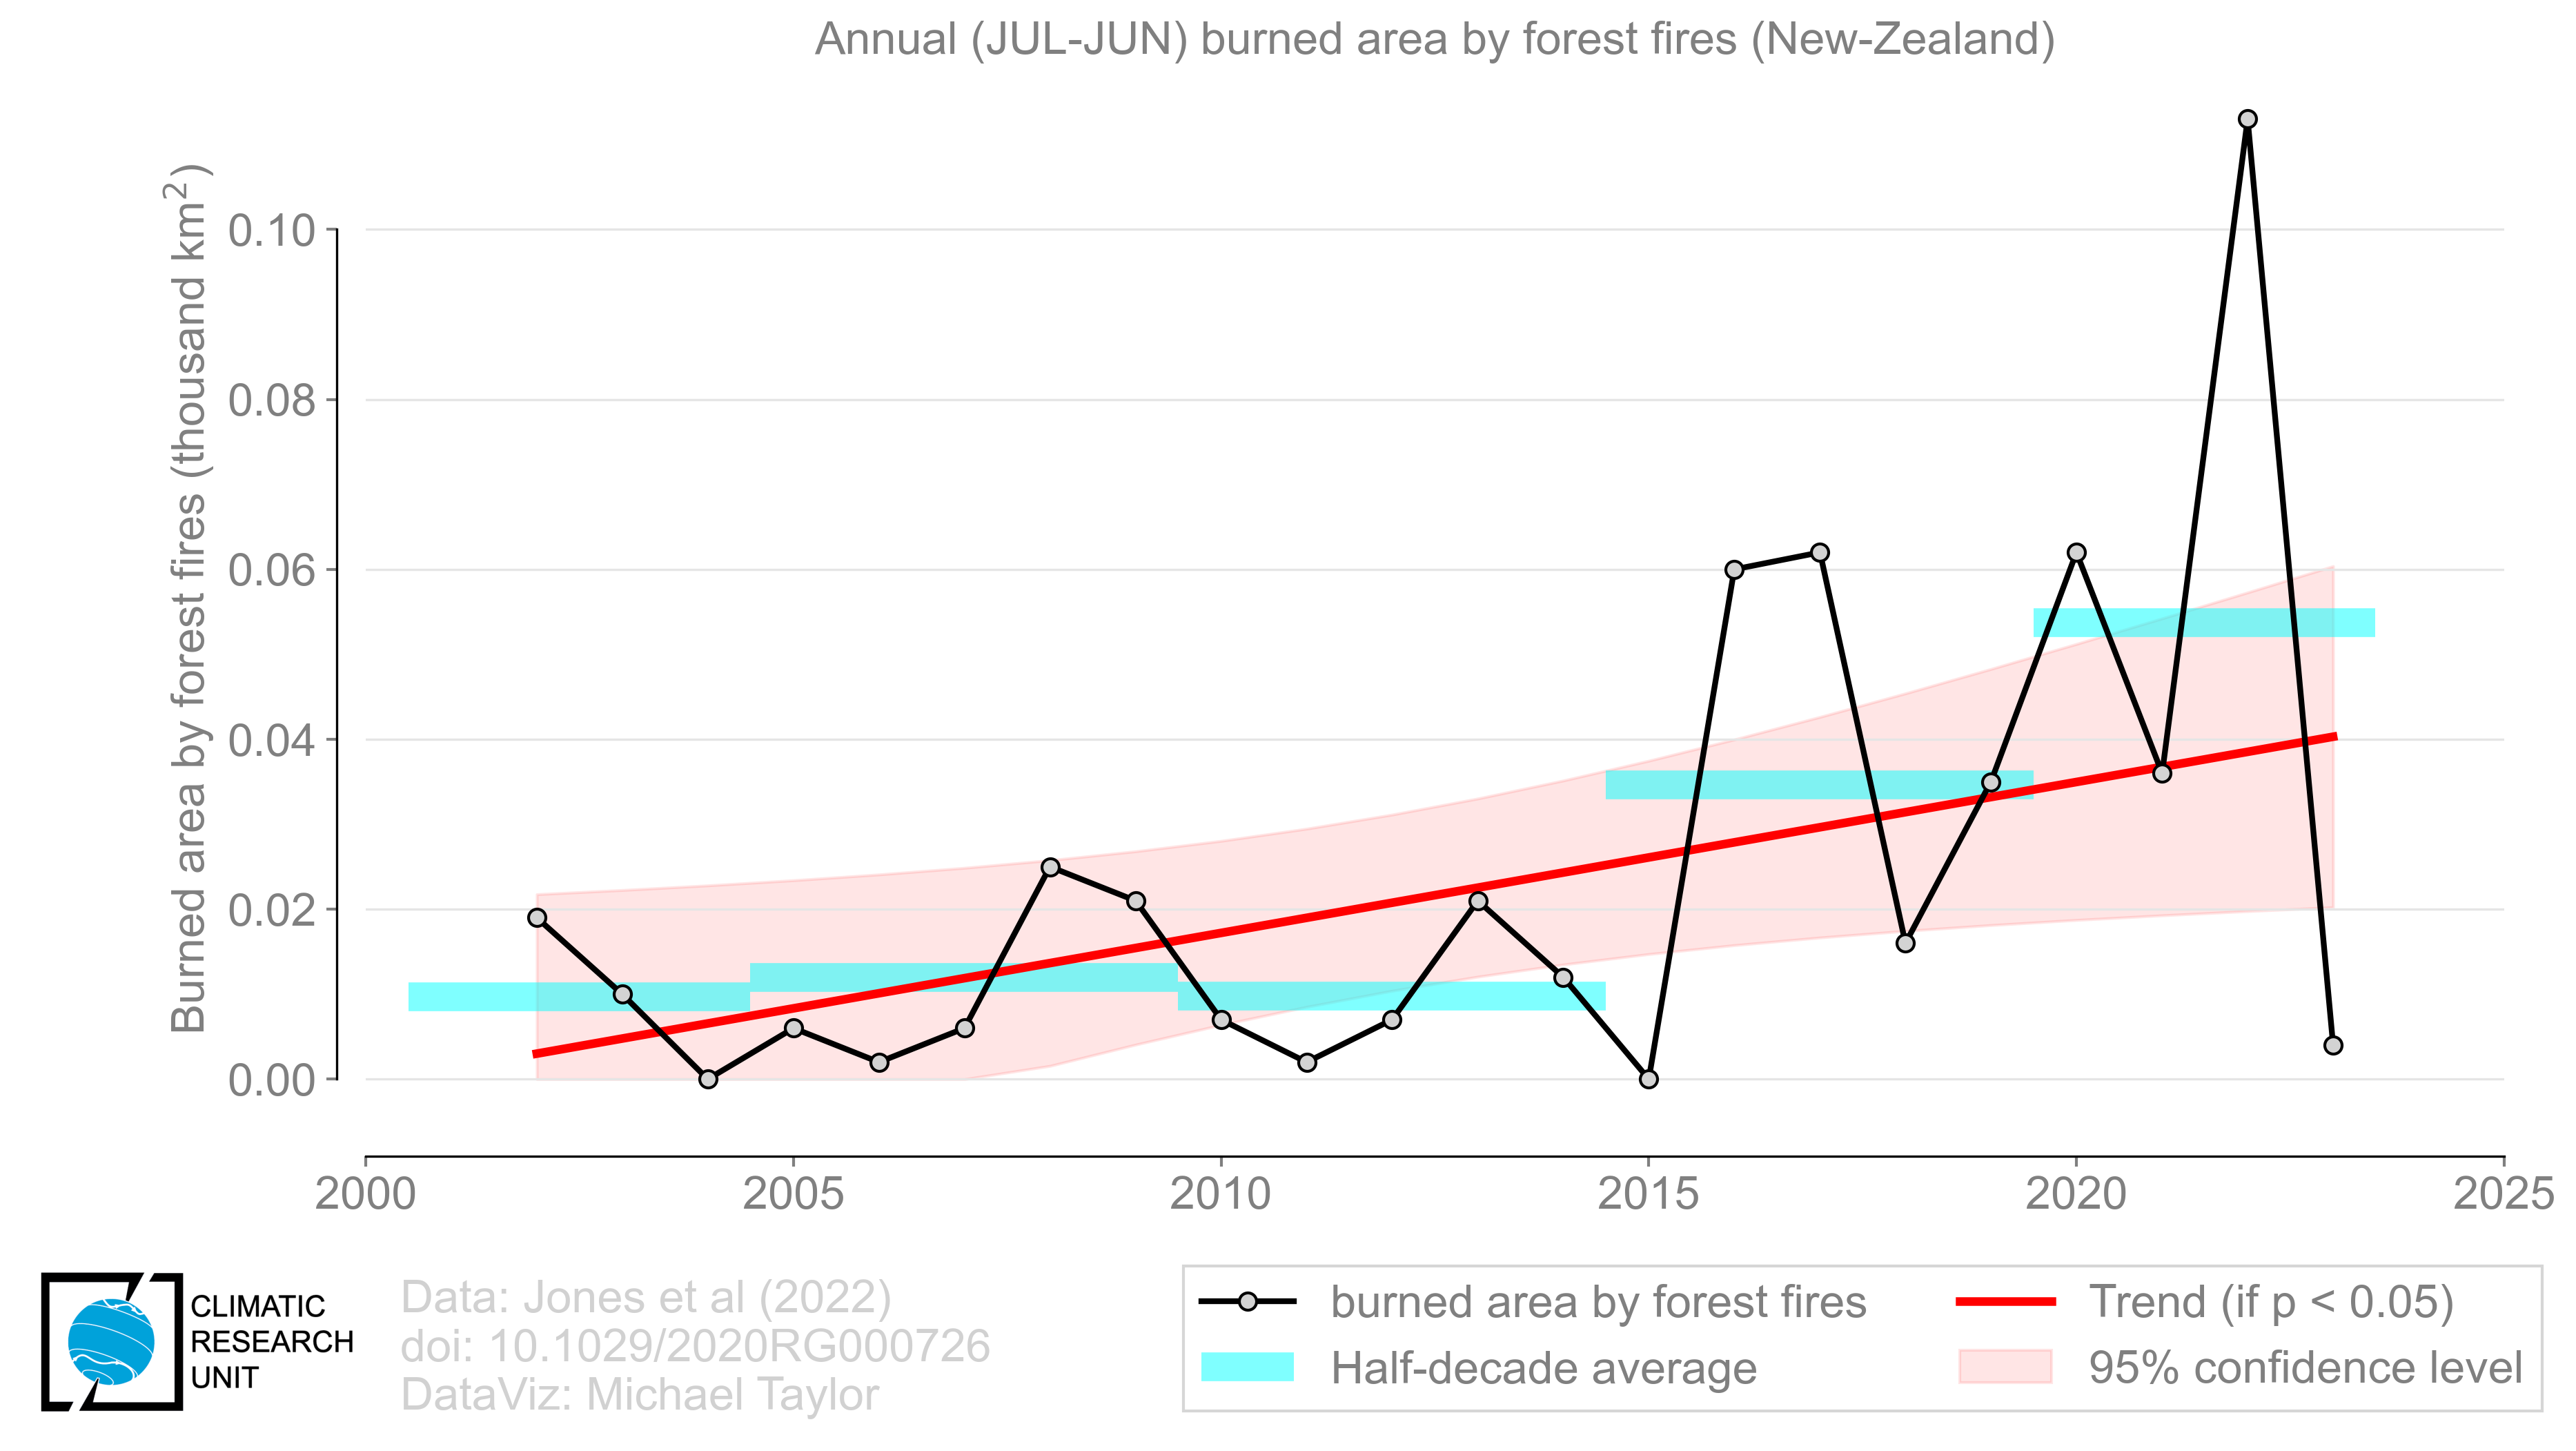 Annual (JUL-JUN) burned area by forest fires (New-Zealand)
Burned area by forest fires (thousand km²)
0.10
0.08
0.06
0.04
0.02
0.00
2000
2005
2010
2015
2020
2025
CLIMATIC
RESEARCH
UNIT
Data: Jones et al (2022)
doi: 10.1029/2020RG000726
DataViz: Michael Taylor
burned area by forest fires
Half-decade average
Trend (if p < 0.05)
95% confidence level